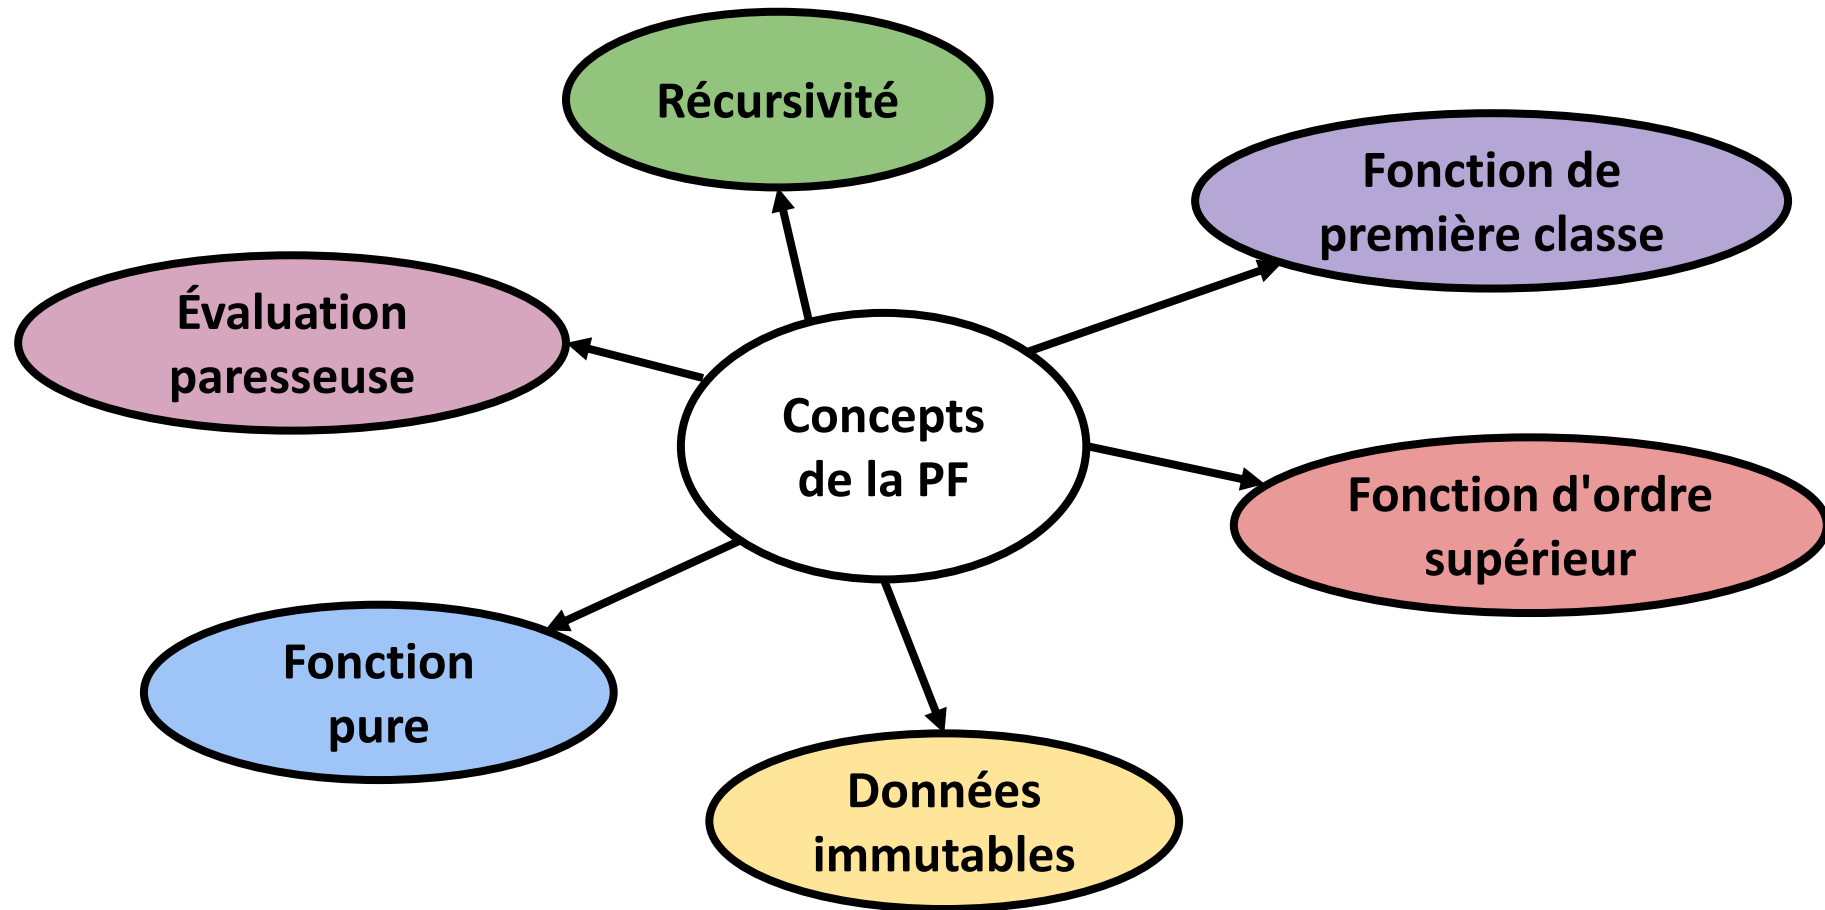 Récursivité
Fonction de
première classe
Évaluation
paresseuse
Concepts
de la PF
Fonction d'ordre
supérieur
Fonction
pure
Données
immutables